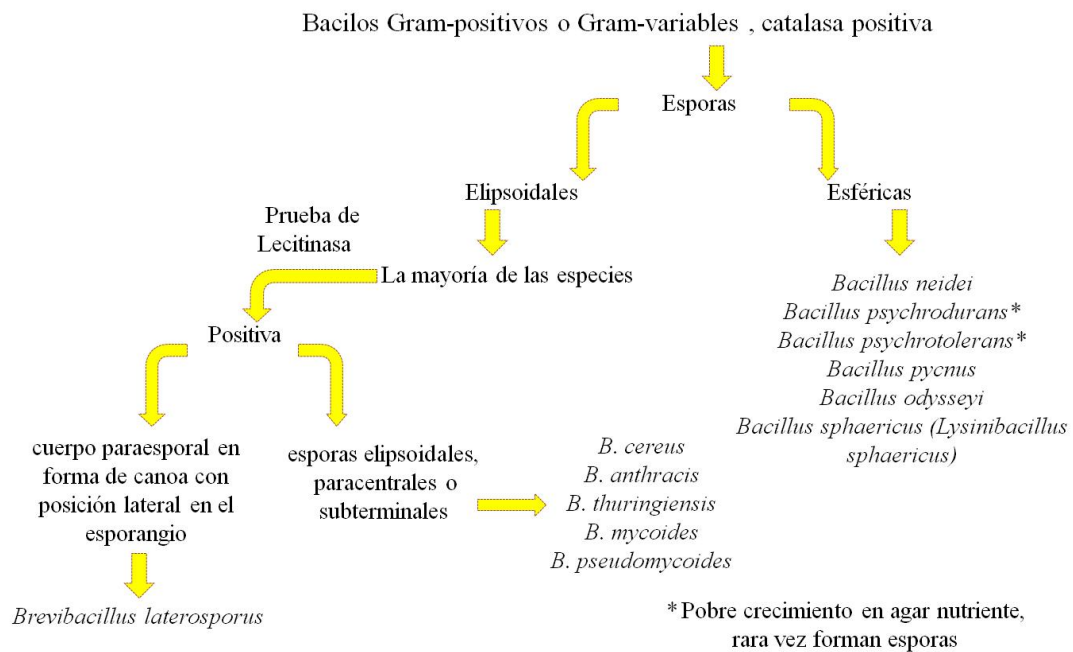 Bacilos Gram-positivos o Gram-variables , catalasa positiva
Esporas
Elipsoidales
Esféricas
Prueba de
Lecitinasa
La mayoría de las especies
Bacillus neidei
Bacillus psychrodurans*
Bacillus psychrotolerans*
Bacillus pycnus
Bacillus odysseyi
Bacillus sphaericus (Lysinibacillus
sphaericus)
Positiva
cuerpo paraesporal en
forma de canoa con
posición lateral en el
esporangio
esporas elipsoidales,
paracentrales o
subterminales
B. cereus
B. anthracis
B. thuringiensis
B. mycoides
B. pseudomycoides
Brevibacillus laterosporus
* Pobre crecimiento en agar nutriente,
rara vez forman esporas